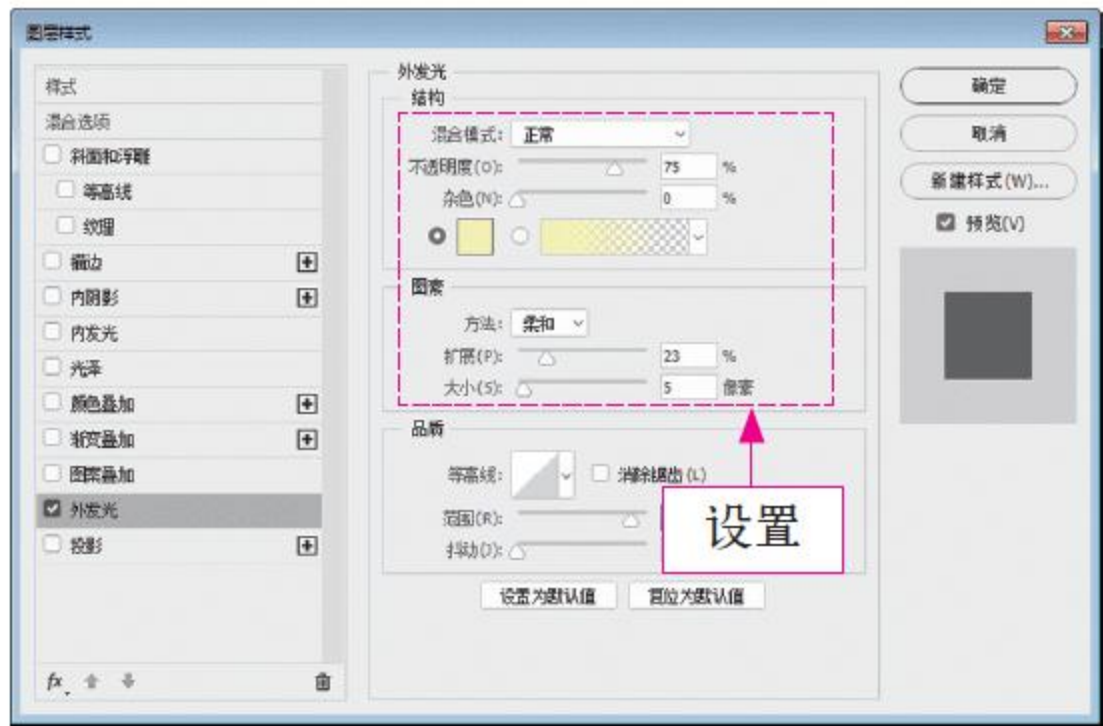 图层样式
样式
混合选项
斜面和浮雕
等高线
纹理
描边
内阴影
内发光
光泽
颜色叠加
渐变叠加
图案叠加
外发光
投影
fx
外发光
结构
混合模式: 正常
不透明度(O): 75 %
杂色(N): 0 %
图素
方法: 柔和
扩展(P): 23 %
大小(S): 5 像素
品质
等高线: 消除锯齿(L)
范围(R):
抖动(J):
设置
设置为默认值 复位为默认值
确定
取消
新建样式(W)...
预览(V)